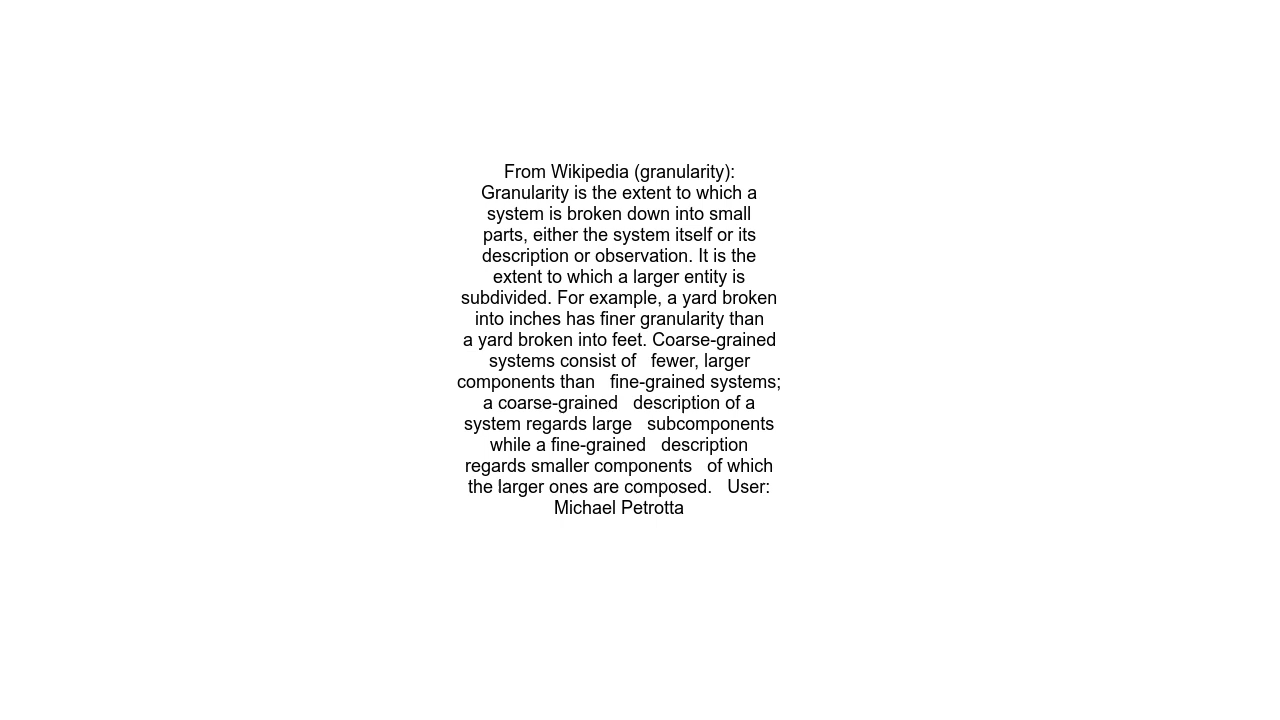 From Wikipedia (granularity):
Granularity is the extent to which a
system is broken down into small
parts, either the system itself or its
description or observation. It is the
extent to which a larger entity is
subdivided. For example, a yard broken
into inches has finer granularity than
a yard broken into feet. Coarse-grained
systems consist of   fewer, larger
components than   fine-grained systems;
a coarse-grained   description of a
system regards large   subcomponents
while a fine-grained   description
regards smaller components   of which
the larger ones are composed.   User:
Michael Petrotta